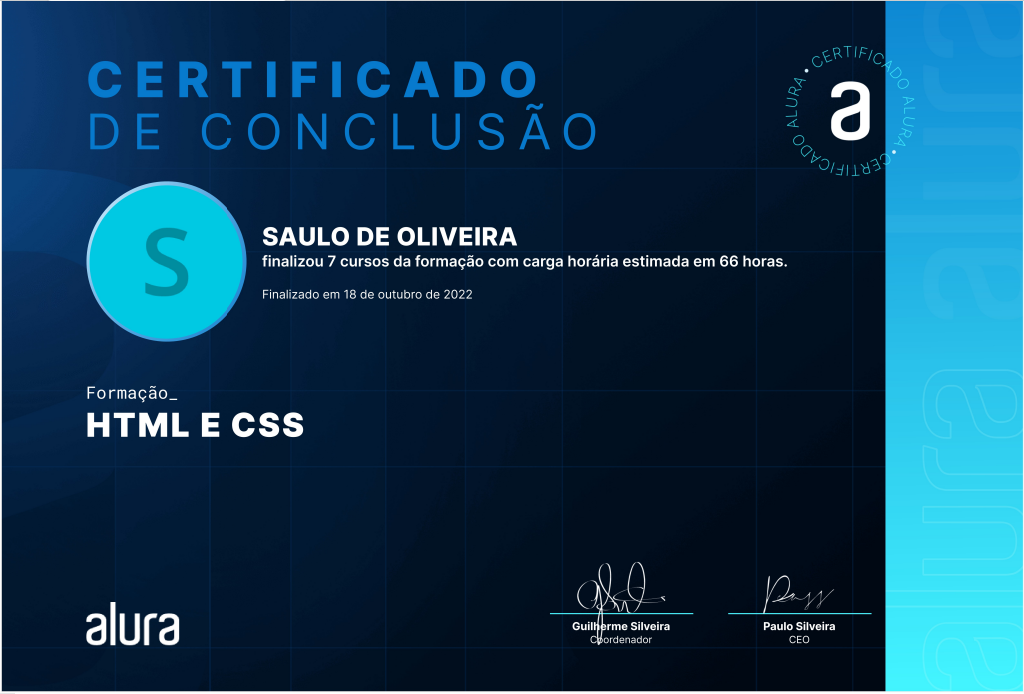 CERTIFICADO
DE CONCLUSÃO
CERTIFICADO ALURA • CERTIFICADO ALURA •
a
S
SAULO DE OLIVEIRA
finalizou 7 cursos da formação com carga horária estimada em 66 horas.
Finalizado em 18 de outubro de 2022
Formação_
HTML E CSS
alura
Guilherme Silveira
Coordenador
Paulo Silveira
CEO
alura alura